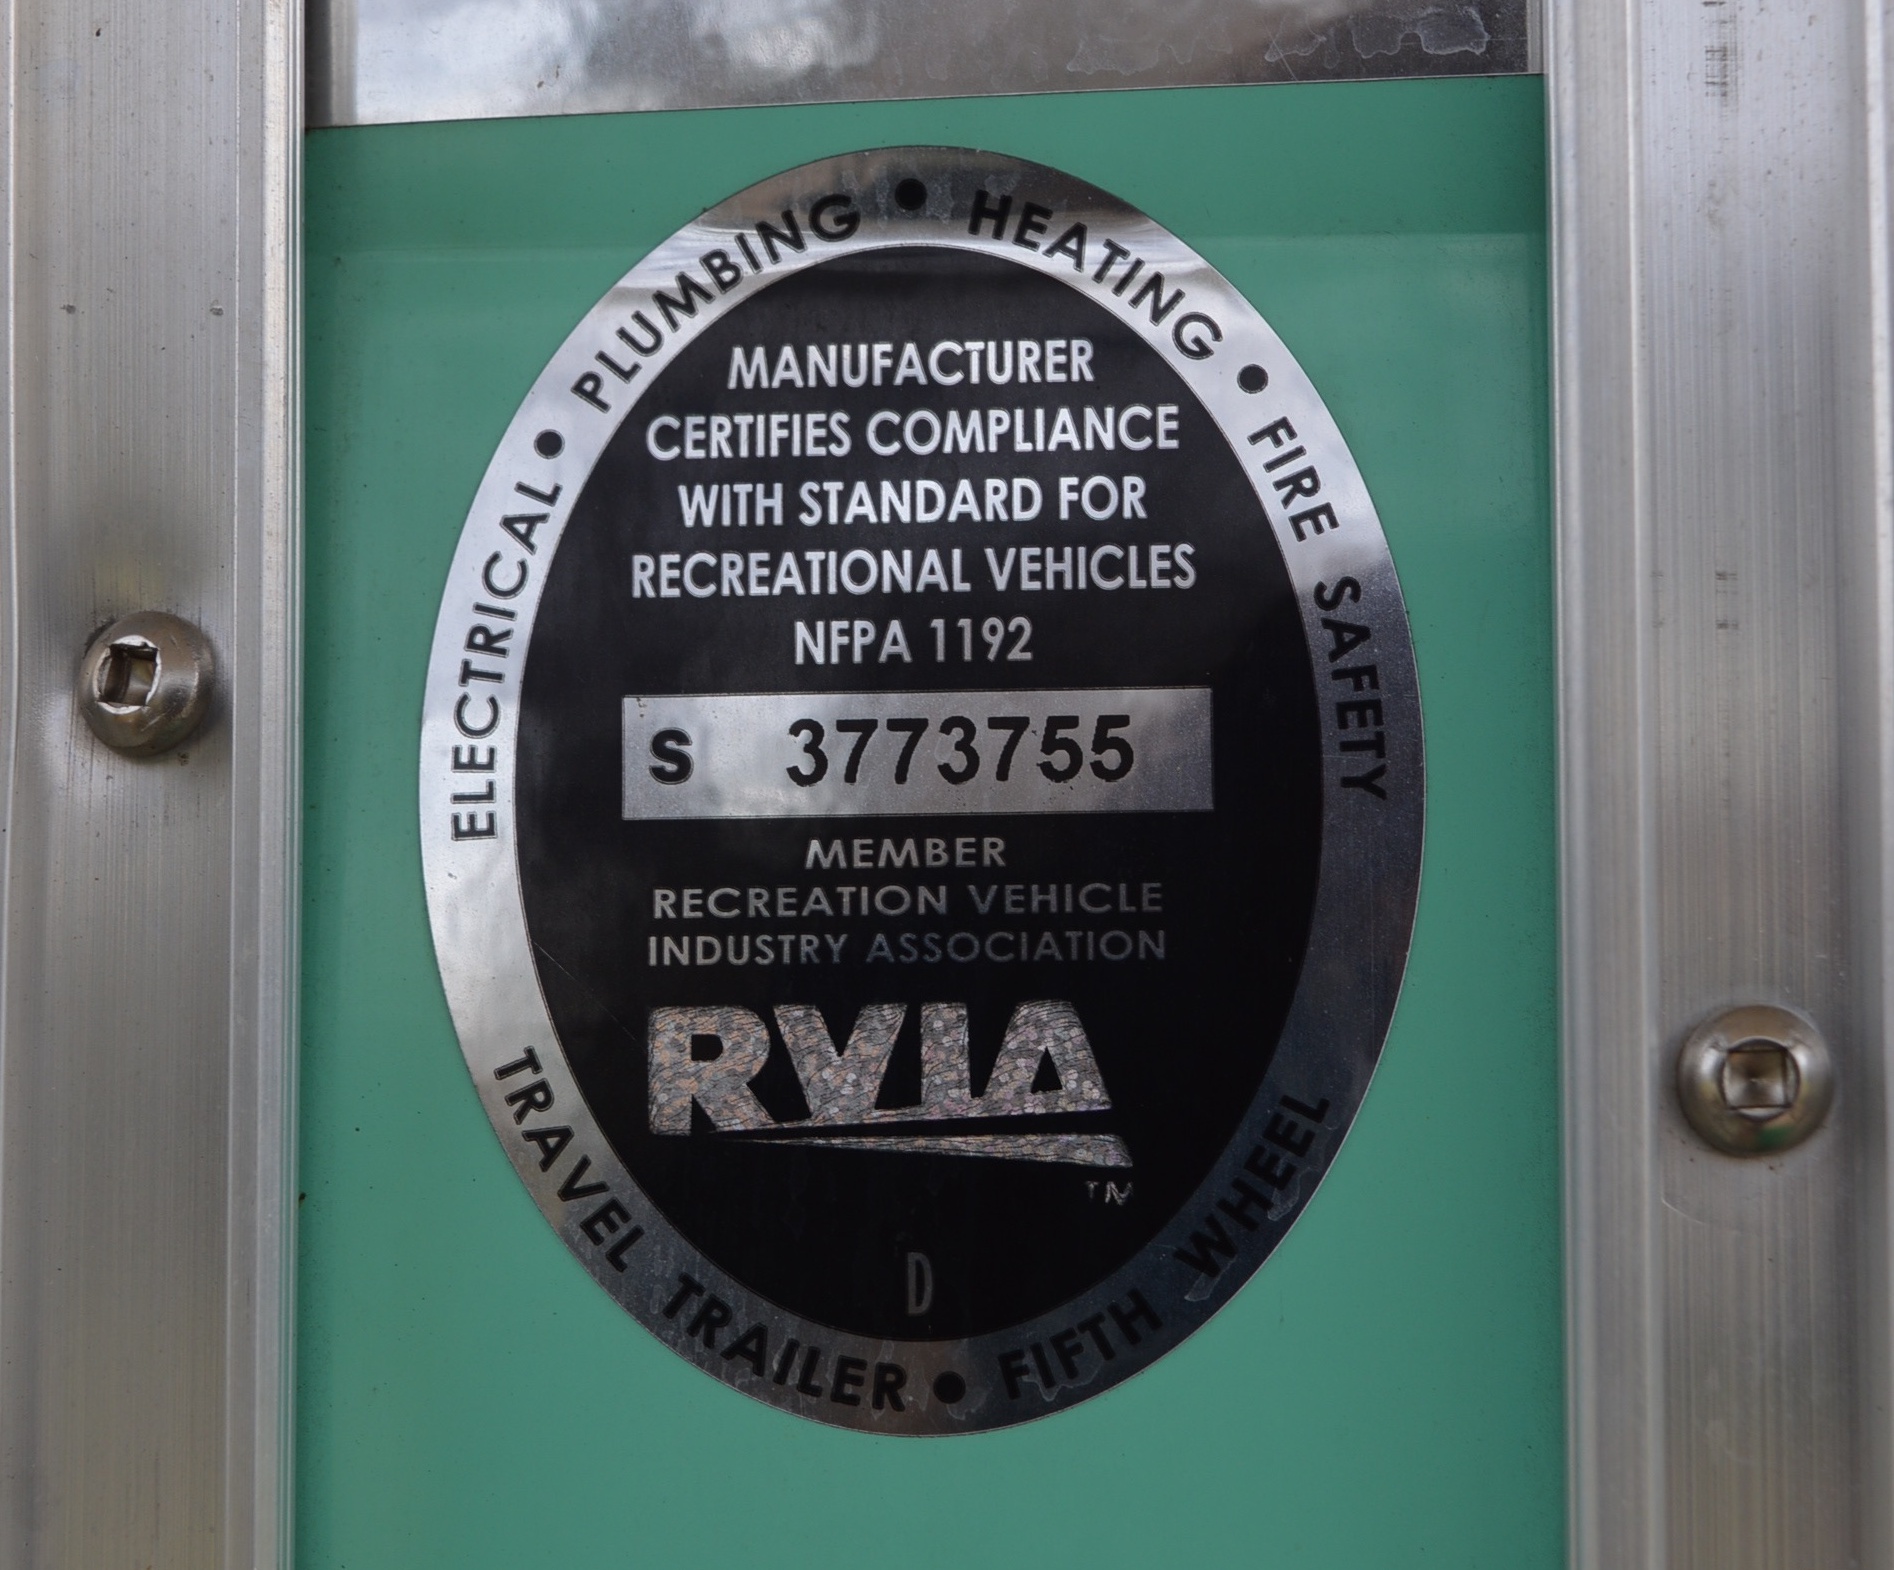 ELECTRICAL • PLUMBING • HEATING • FIRE SAFETY
MANUFACTURER
CERTIFIES COMPLIANCE
WITH STANDARD FOR
RECREATIONAL VEHICLES
NFPA 1192
S 3773755
MEMBER
RECREATION VEHICLE
INDUSTRY ASSOCIATION
RVIA
TM
D
TRAVEL TRAILER • FIFTH WHEEL